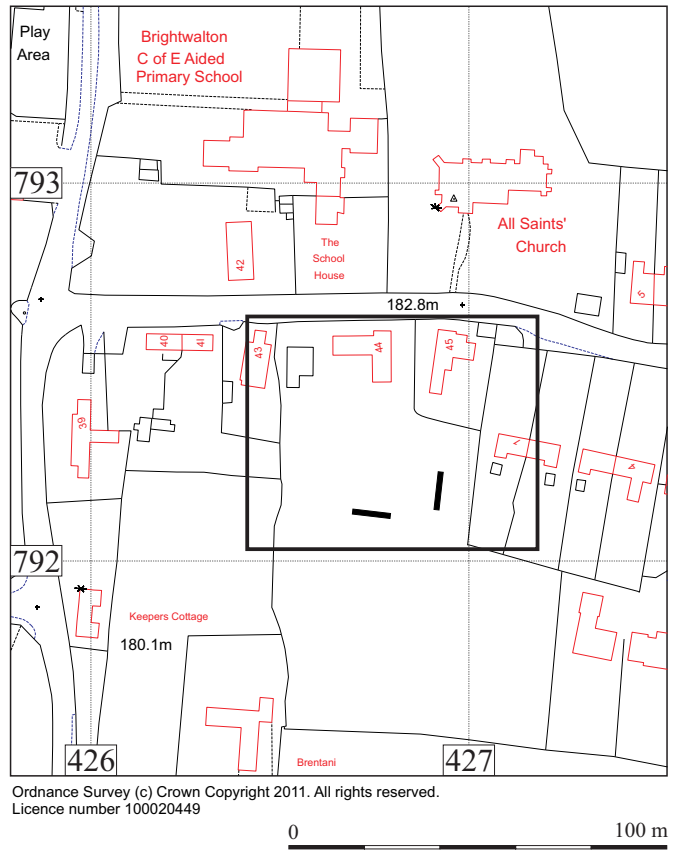 Play
Area
Brightwalton
C of E Aided
Primary School
793
42
The
School
House
All Saints'
Church
5
182.8m
40
41
43
44
45
39
7
4
792
Keepers Cottage
180.1m
426
427
Brentani
Ordnance Survey (c) Crown Copyright 2011. All rights reserved.
Licence number 100020449
0
100 m